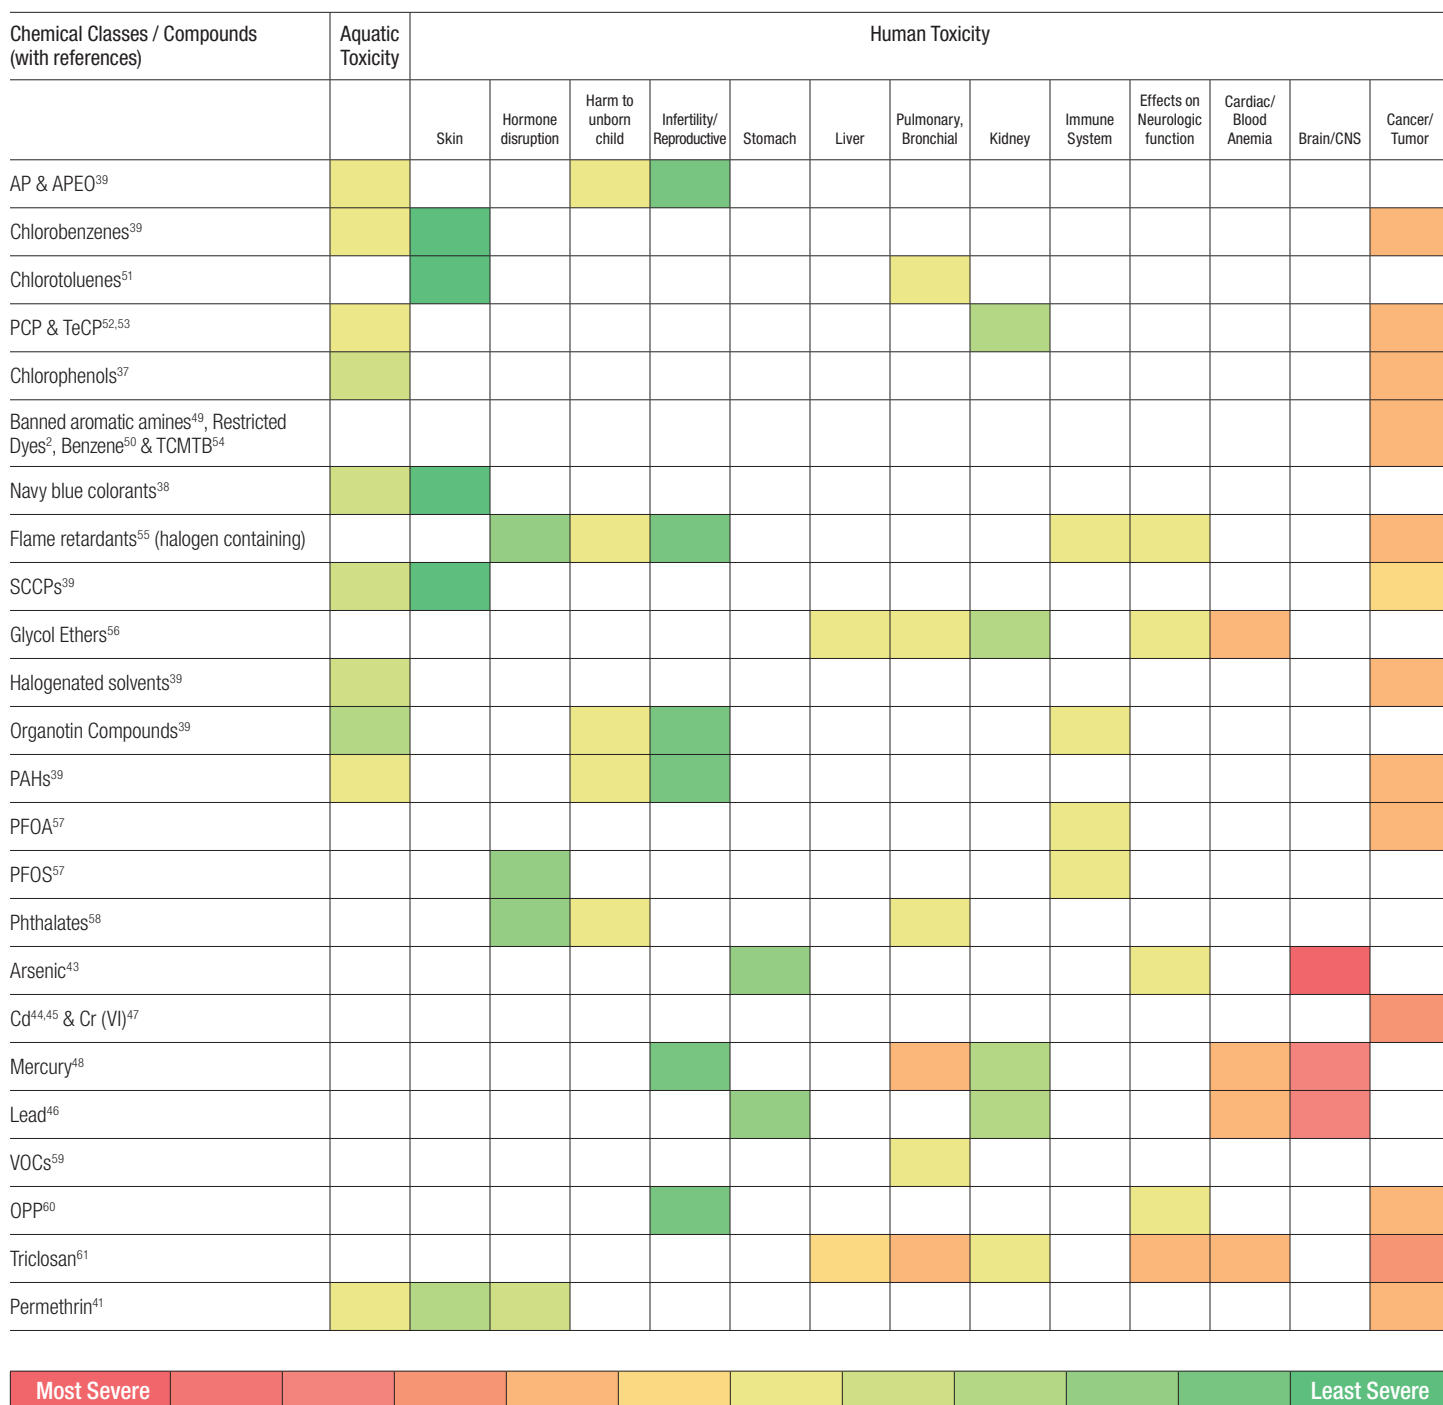 Chemical Classes / Compounds
(with references)
Aquatic
Toxicity
Human Toxicity
Skin
Hormone
disruption
Harm to
unborn
child
Infertility/
Reproductive
Stomach
Liver
Pulmonary,
Bronchial
Kidney
Immune
System
Effects on
Neurologic
function
Cardiac/
Blood
Anemia
Brain/CNS
Cancer/
Tumor
AP & APEO39
Chlorobenzenes39
Chlorotoluenes51
PCP & TeCP52,53
Chlorophenols37
Banned aromatic amines49, Restricted
Dyes2, Benzene50 & TCMTB54
Navy blue colorants38
Flame retardants55 (halogen containing)
SCCPs39
Glycol Ethers56
Halogenated solvents39
Organotin Compounds39
PAHs39
PFOA57
PFOS57
Phthalates58
Arsenic43
Cd44,45 & Cr (VI)47
Mercury48
Lead46
VOCs59
OPP60
Triclosan61
Permethrin41
Most Severe
Least Severe